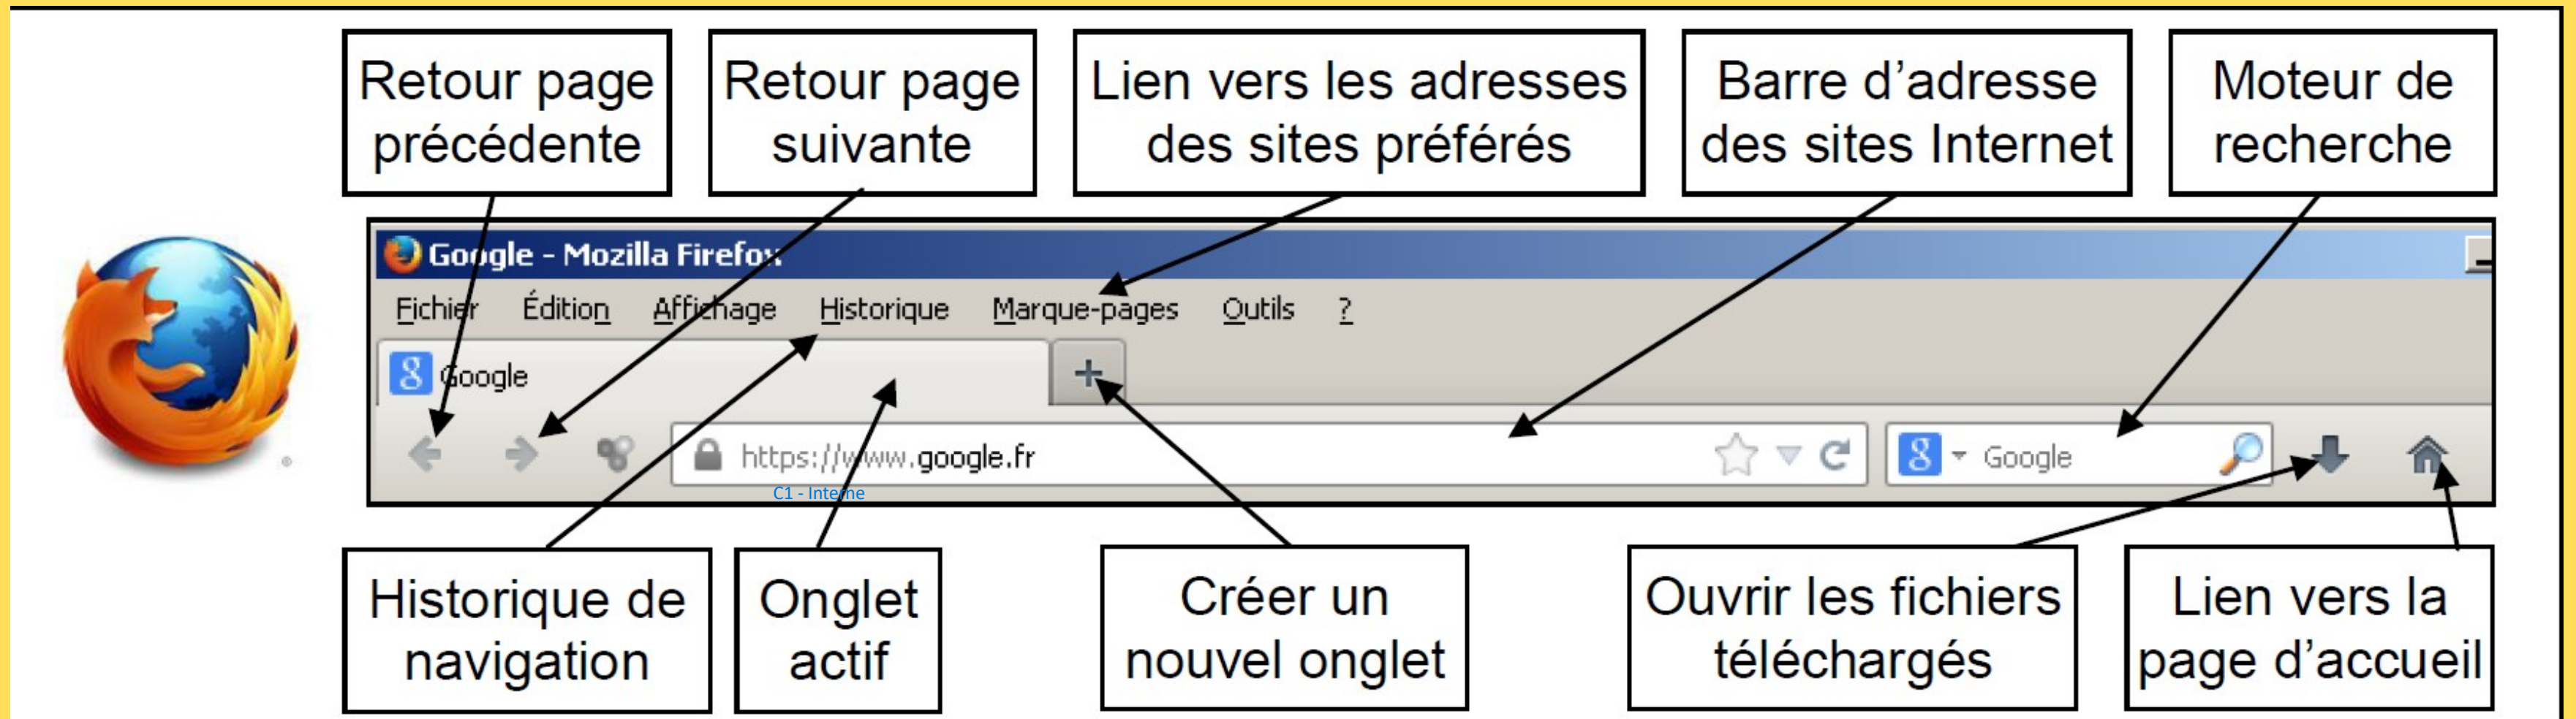 Retour page
précédente
Retour page
suivante
Lien vers les adresses
des sites préférés
Barre d’adresse
des sites Internet
Moteur de
recherche
Google - Mozilla Firefox
Fichier Édition Affichage Historique Marque-pages Outils ?
8 Google
https://www.google.fr
8 Google
C1 - Interne
Historique de
navigation
Onglet
actif
Créer un
nouvel onglet
Ouvrir les fichiers
téléchargés
Lien vers la
page d’accueil